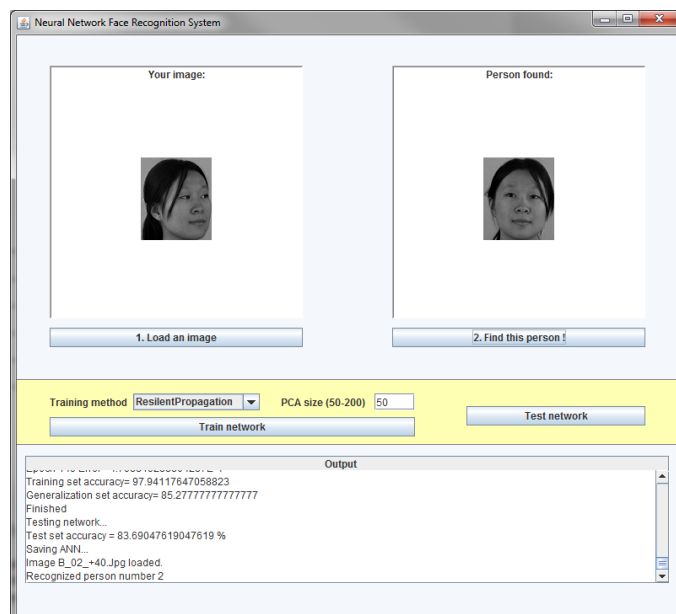 Neural Network Face Recognition System
Your image:
Person found:
1. Load an image
2. Find this person !
Training method ResilentPropagation PCA size (50-200) 50
Train network
Test network
Output
Training set accuracy= 97.94117647058823
Generalization set accuracy= 85.27777777777777
Finished
Testing network...
Test set accuracy = 83.69047619047619 %
Saving ANN...
Image B_02_+40.Jpg loaded.
Recognized person number 2